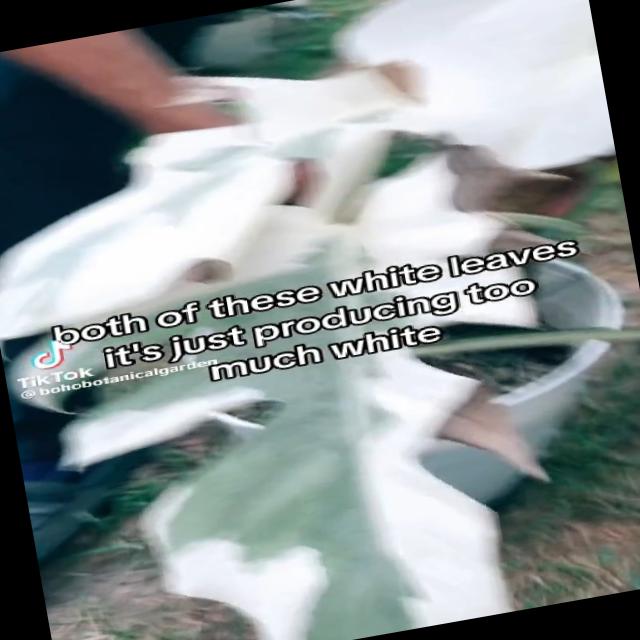 both of these white leaves
it's just producing too
much white
TikTok
@bohobotanicalgarden